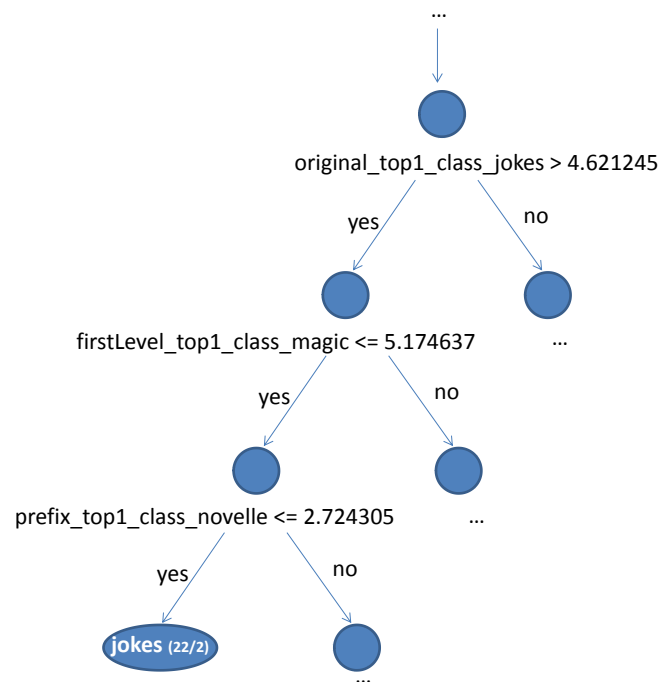 ...
original_top1_class_jokes > 4.621245
yes
no
firstLevel_top1_class_magic <= 5.174637
...
yes
no
prefix_top1_class_novelle <= 2.724305
...
yes
no
jokes (22/2)
...